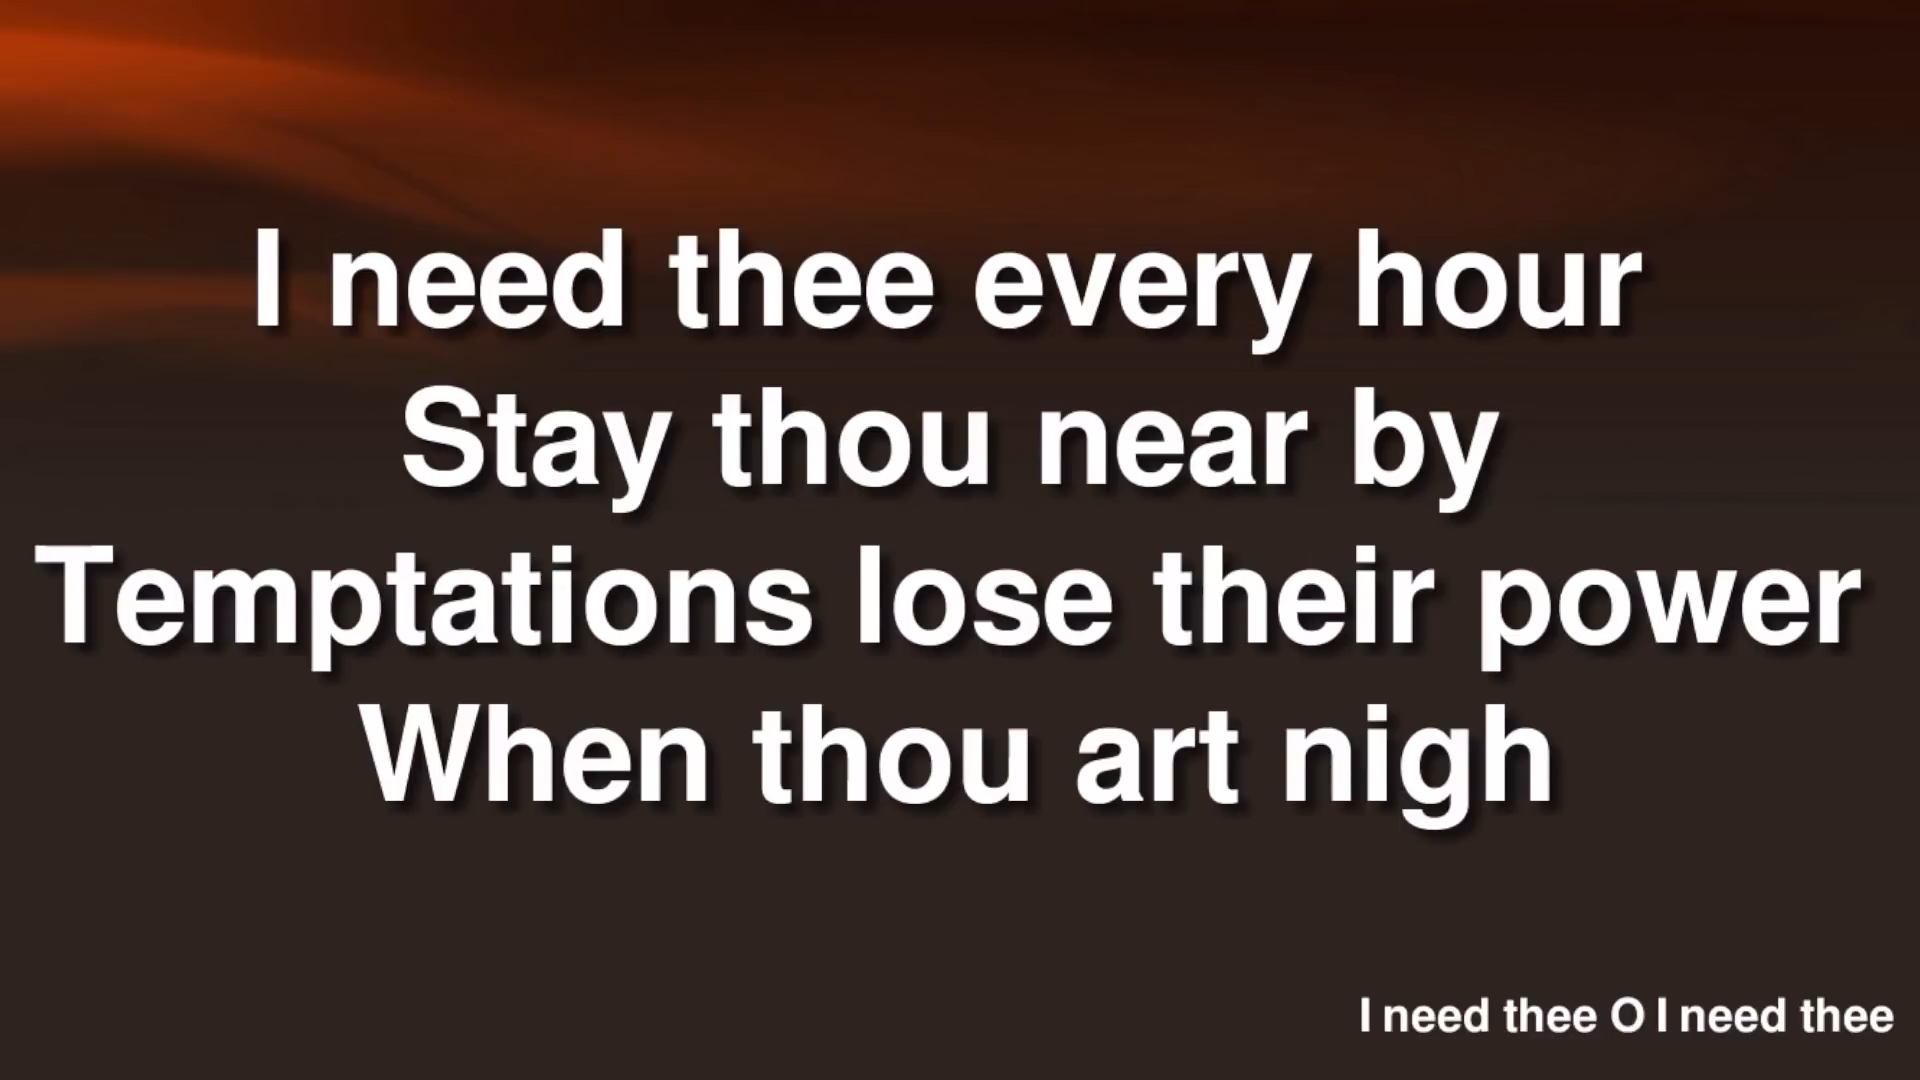 I need thee every hour
Stay thou near by
Temptations lose their power
When thou art nigh
I need thee O I need thee